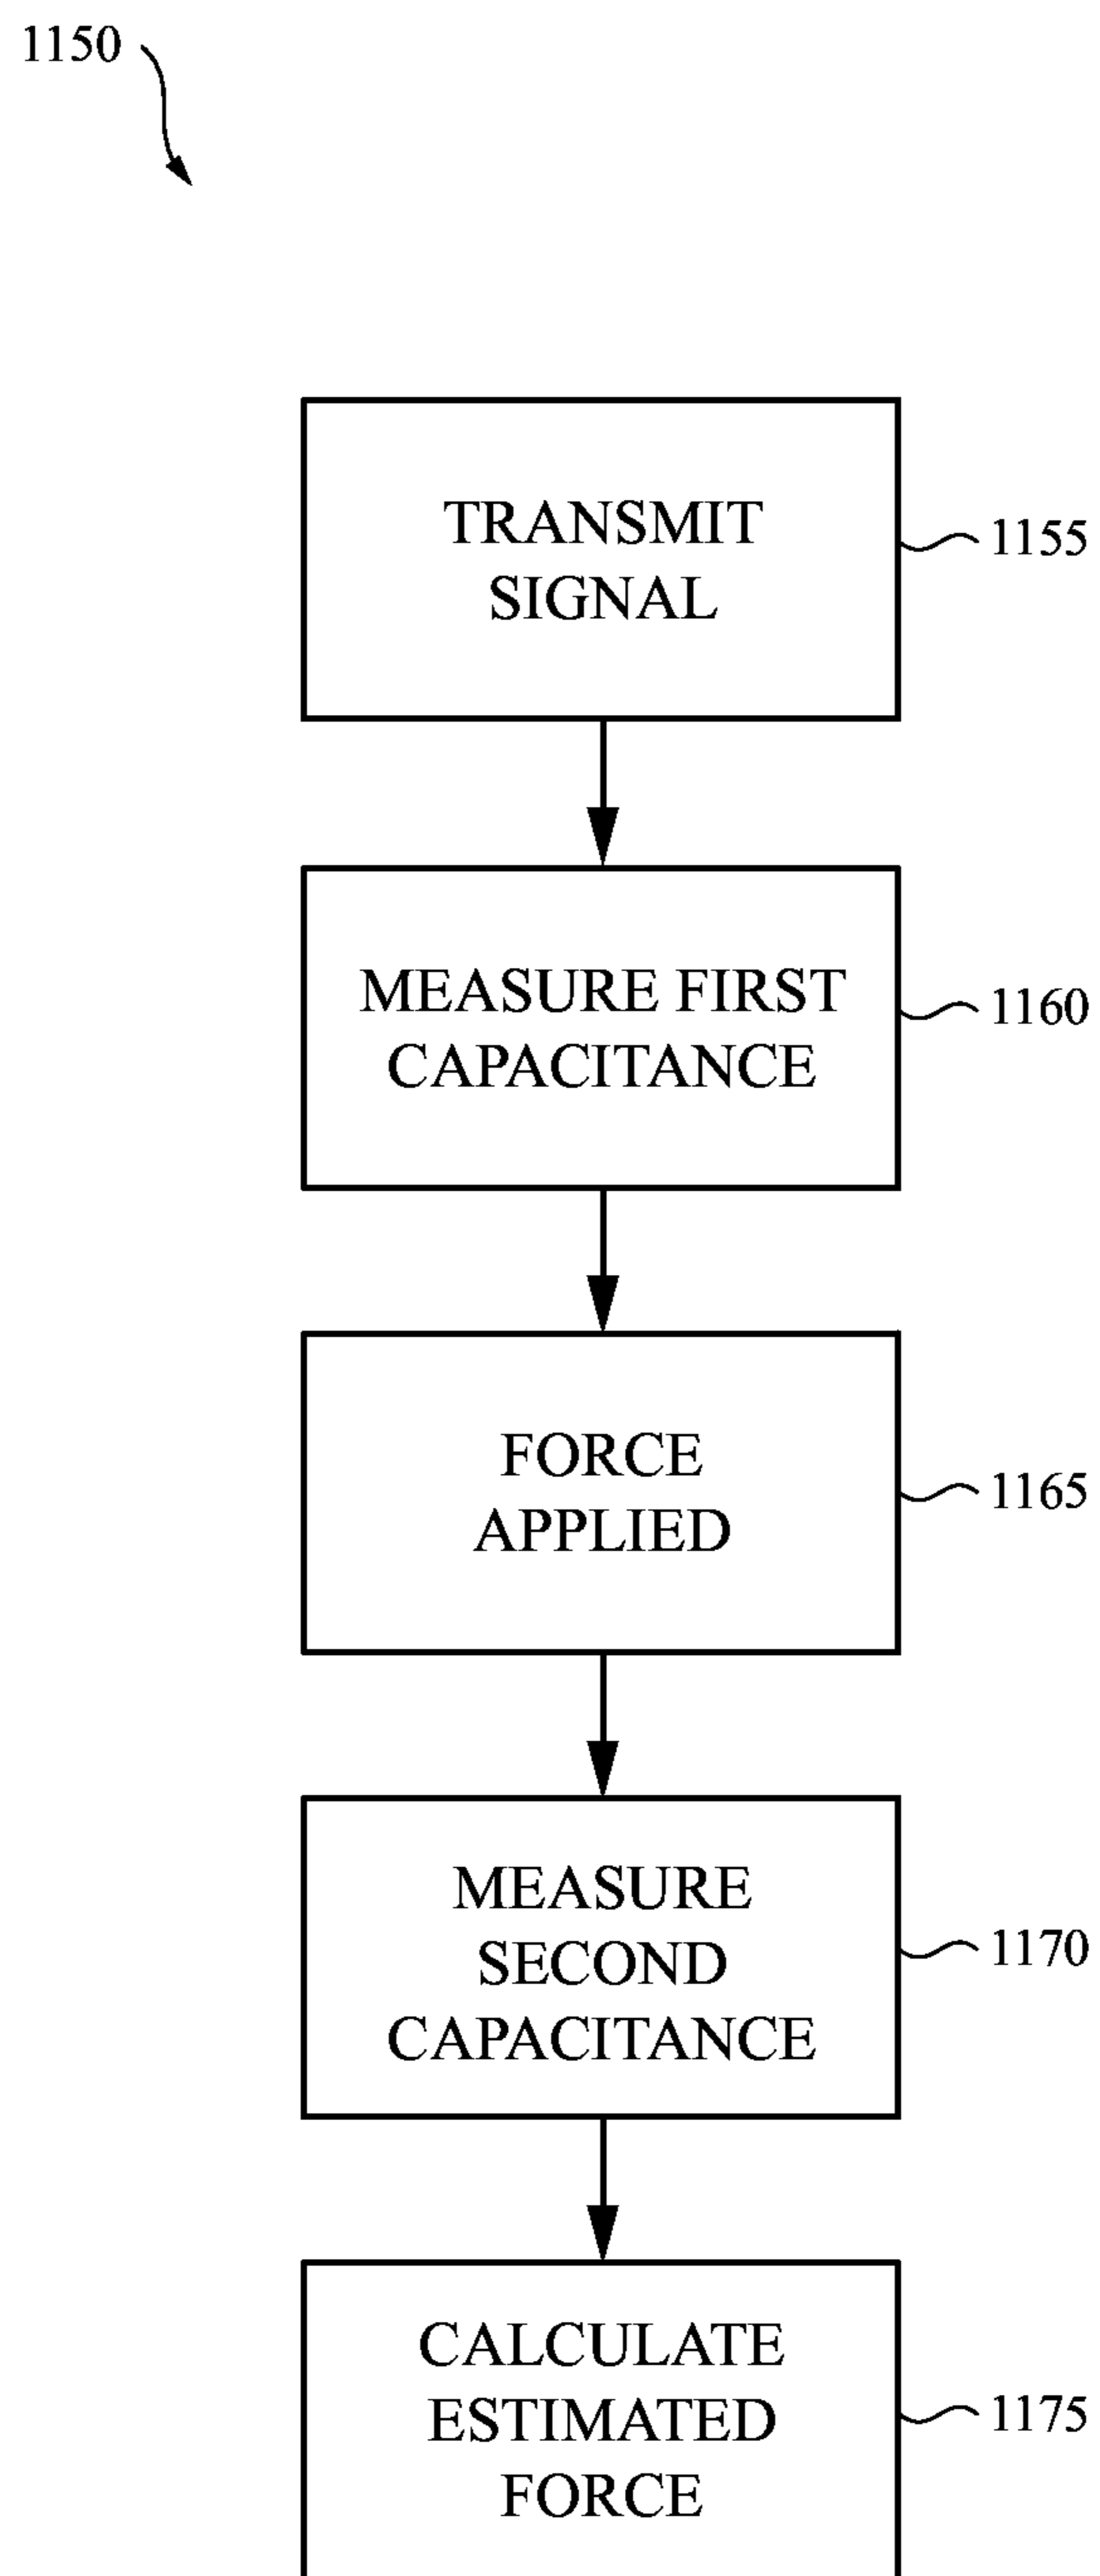 1150
TRANSMIT
SIGNAL
1155
MEASURE FIRST
CAPACITANCE
1160
FORCE
APPLIED
1165
MEASURE
SECOND
CAPACITANCE
1170
CALCULATE
ESTIMATED
FORCE
1175